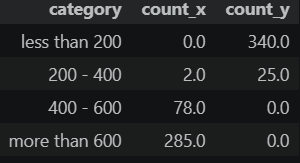 category count_x count_y
less than 200 0.0 340.0
200 - 400 2.0 25.0
400 - 600 78.0 0.0
more than 600 285.0 0.0